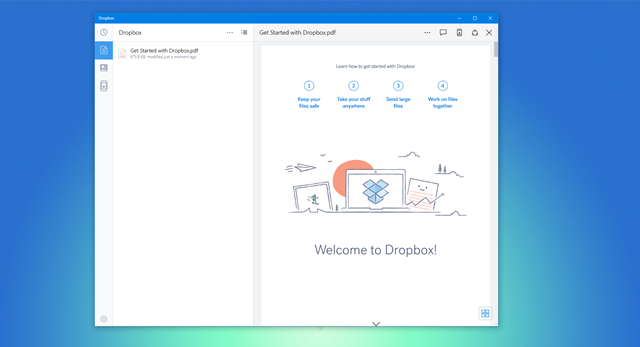 Dropbox
Dropbox
Get Started with Dropbox.pdf
Get Started with Dropbox.pdf
975.8 KB, modified just a moment ago
Learn how to get started with Dropbox:
1
2
3
4
Keep your
files safe
Take your stuff
anywhere
Send large
files
Work on files
together
Welcome to Dropbox!